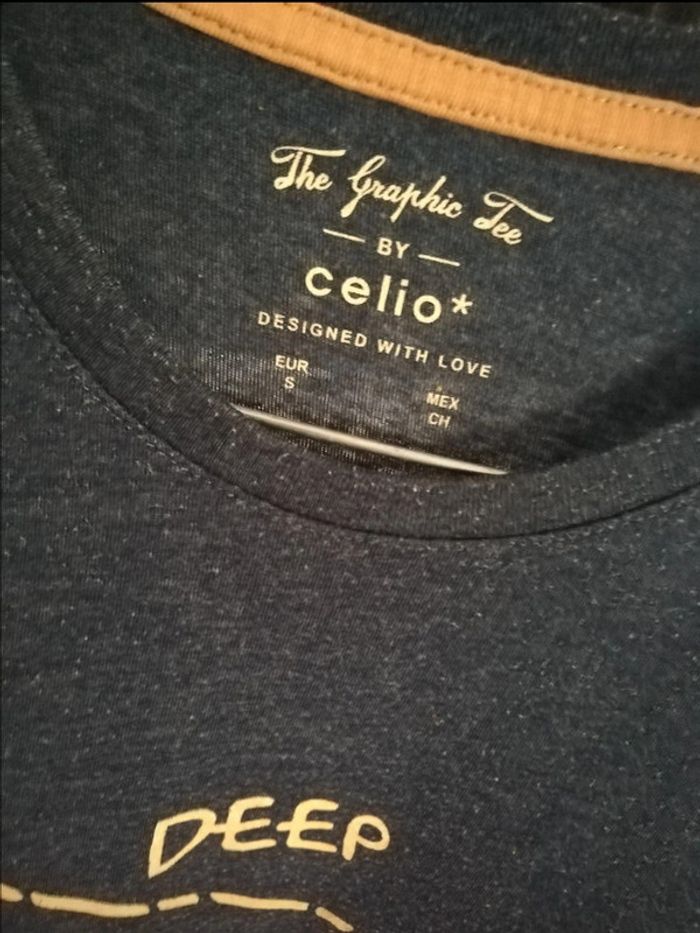 The Graphic Tee
BY
celio*
DESIGNED WITH LOVE
EUR MEX
S CH
DEEP